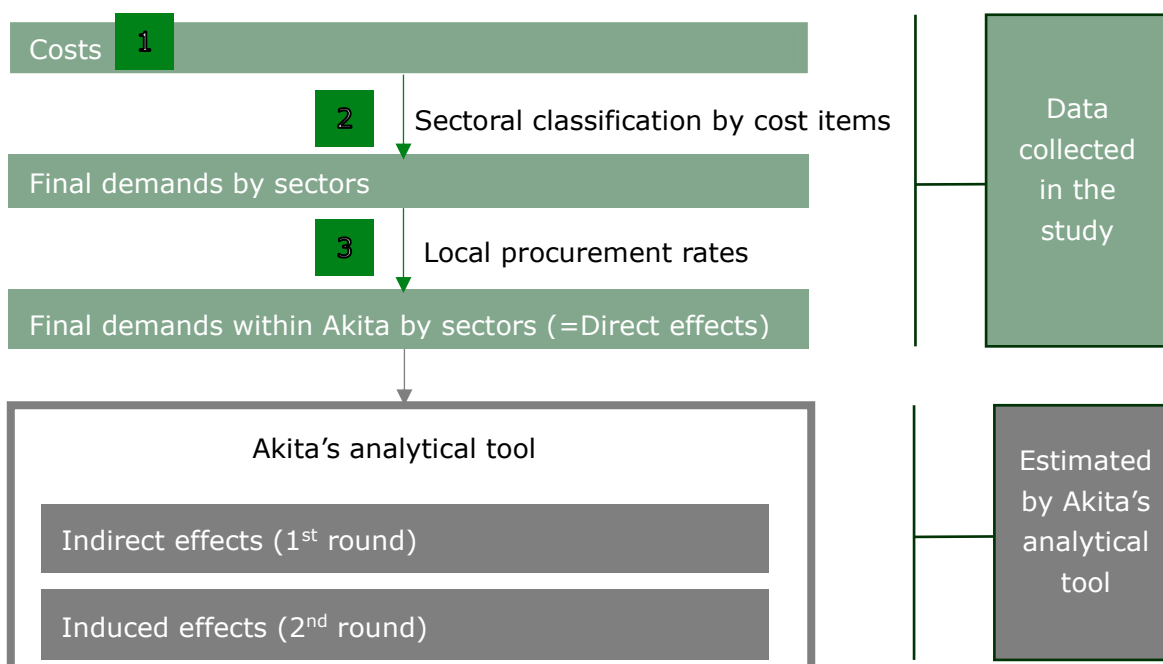 Costs 1
2 Sectoral classification by cost items
Final demands by sectors
3 Local procurement rates
Final demands within Akita by sectors (=Direct effects)
Data
collected
in the
study
Akita’s analytical tool
Indirect effects (1st round)
Induced effects (2nd round)
Estimated
by Akita’s
analytical
tool